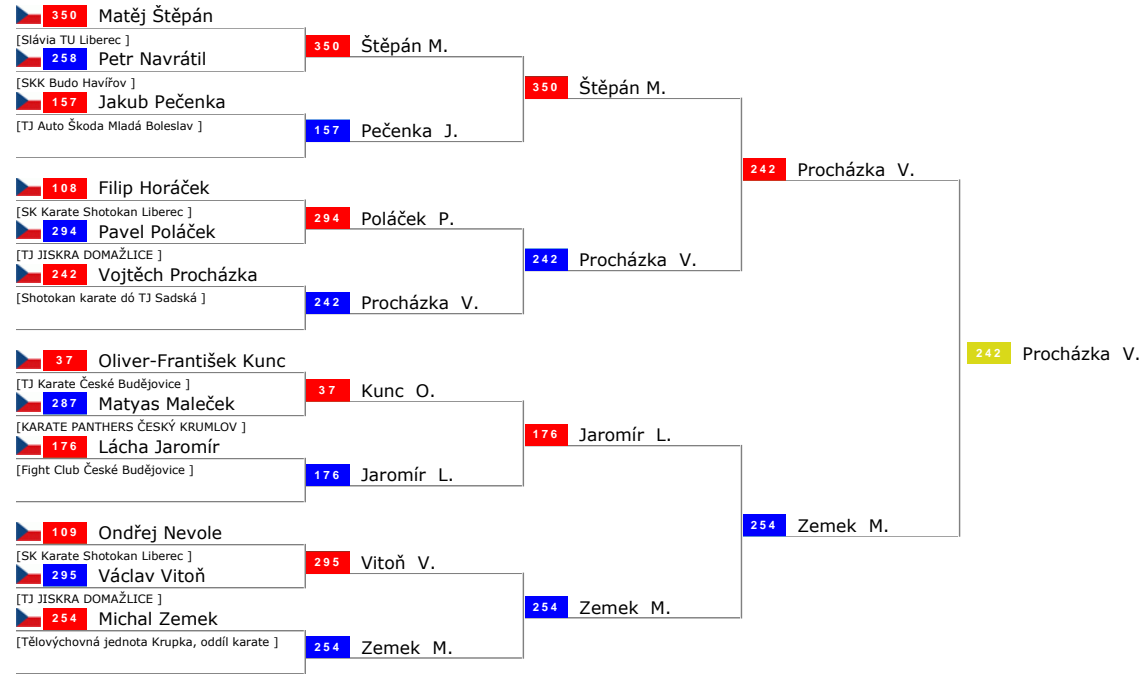 350 Matěj Štěpán
[Slávia TU Liberec ]
258 Petr Navrátil
[SKK Budo Havířov ]
157 Jakub Pečenka
[TJ Auto Škoda Mladá Boleslav ]
108 Filip Horáček
[SK Karate Shotokan Liberec ]
294 Pavel Poláček
[TJ JISKRA DOMAŽLICE ]
242 Vojtěch Procházka
[Shotokan karate dó TJ Sadská ]
37 Oliver-František Kunc
[TJ Karate České Budějovice ]
287 Matyas Maleček
[KARATE PANTHERS ČESKÝ KRUMLOV ]
176 Lácha Jaromír
[Fight Club České Budějovice ]
109 Ondřej Nevole
[SK Karate Shotokan Liberec ]
295 Václav Vitoň
[TJ JISKRA DOMAŽLICE ]
254 Michal Zemek
[Tělovýchovná jednota Krupka, oddíl karate ]
350 Štěpán M.
157 Pečenka J.
294 Poláček P.
242 Procházka V.
37 Kunc O.
176 Jaromír L.
295 Vitoň V.
254 Zemek M.
350 Štěpán M.
242 Procházka V.
176 Jaromír L.
254 Zemek M.
242 Procházka V.
254 Zemek M.
242 Procházka V.